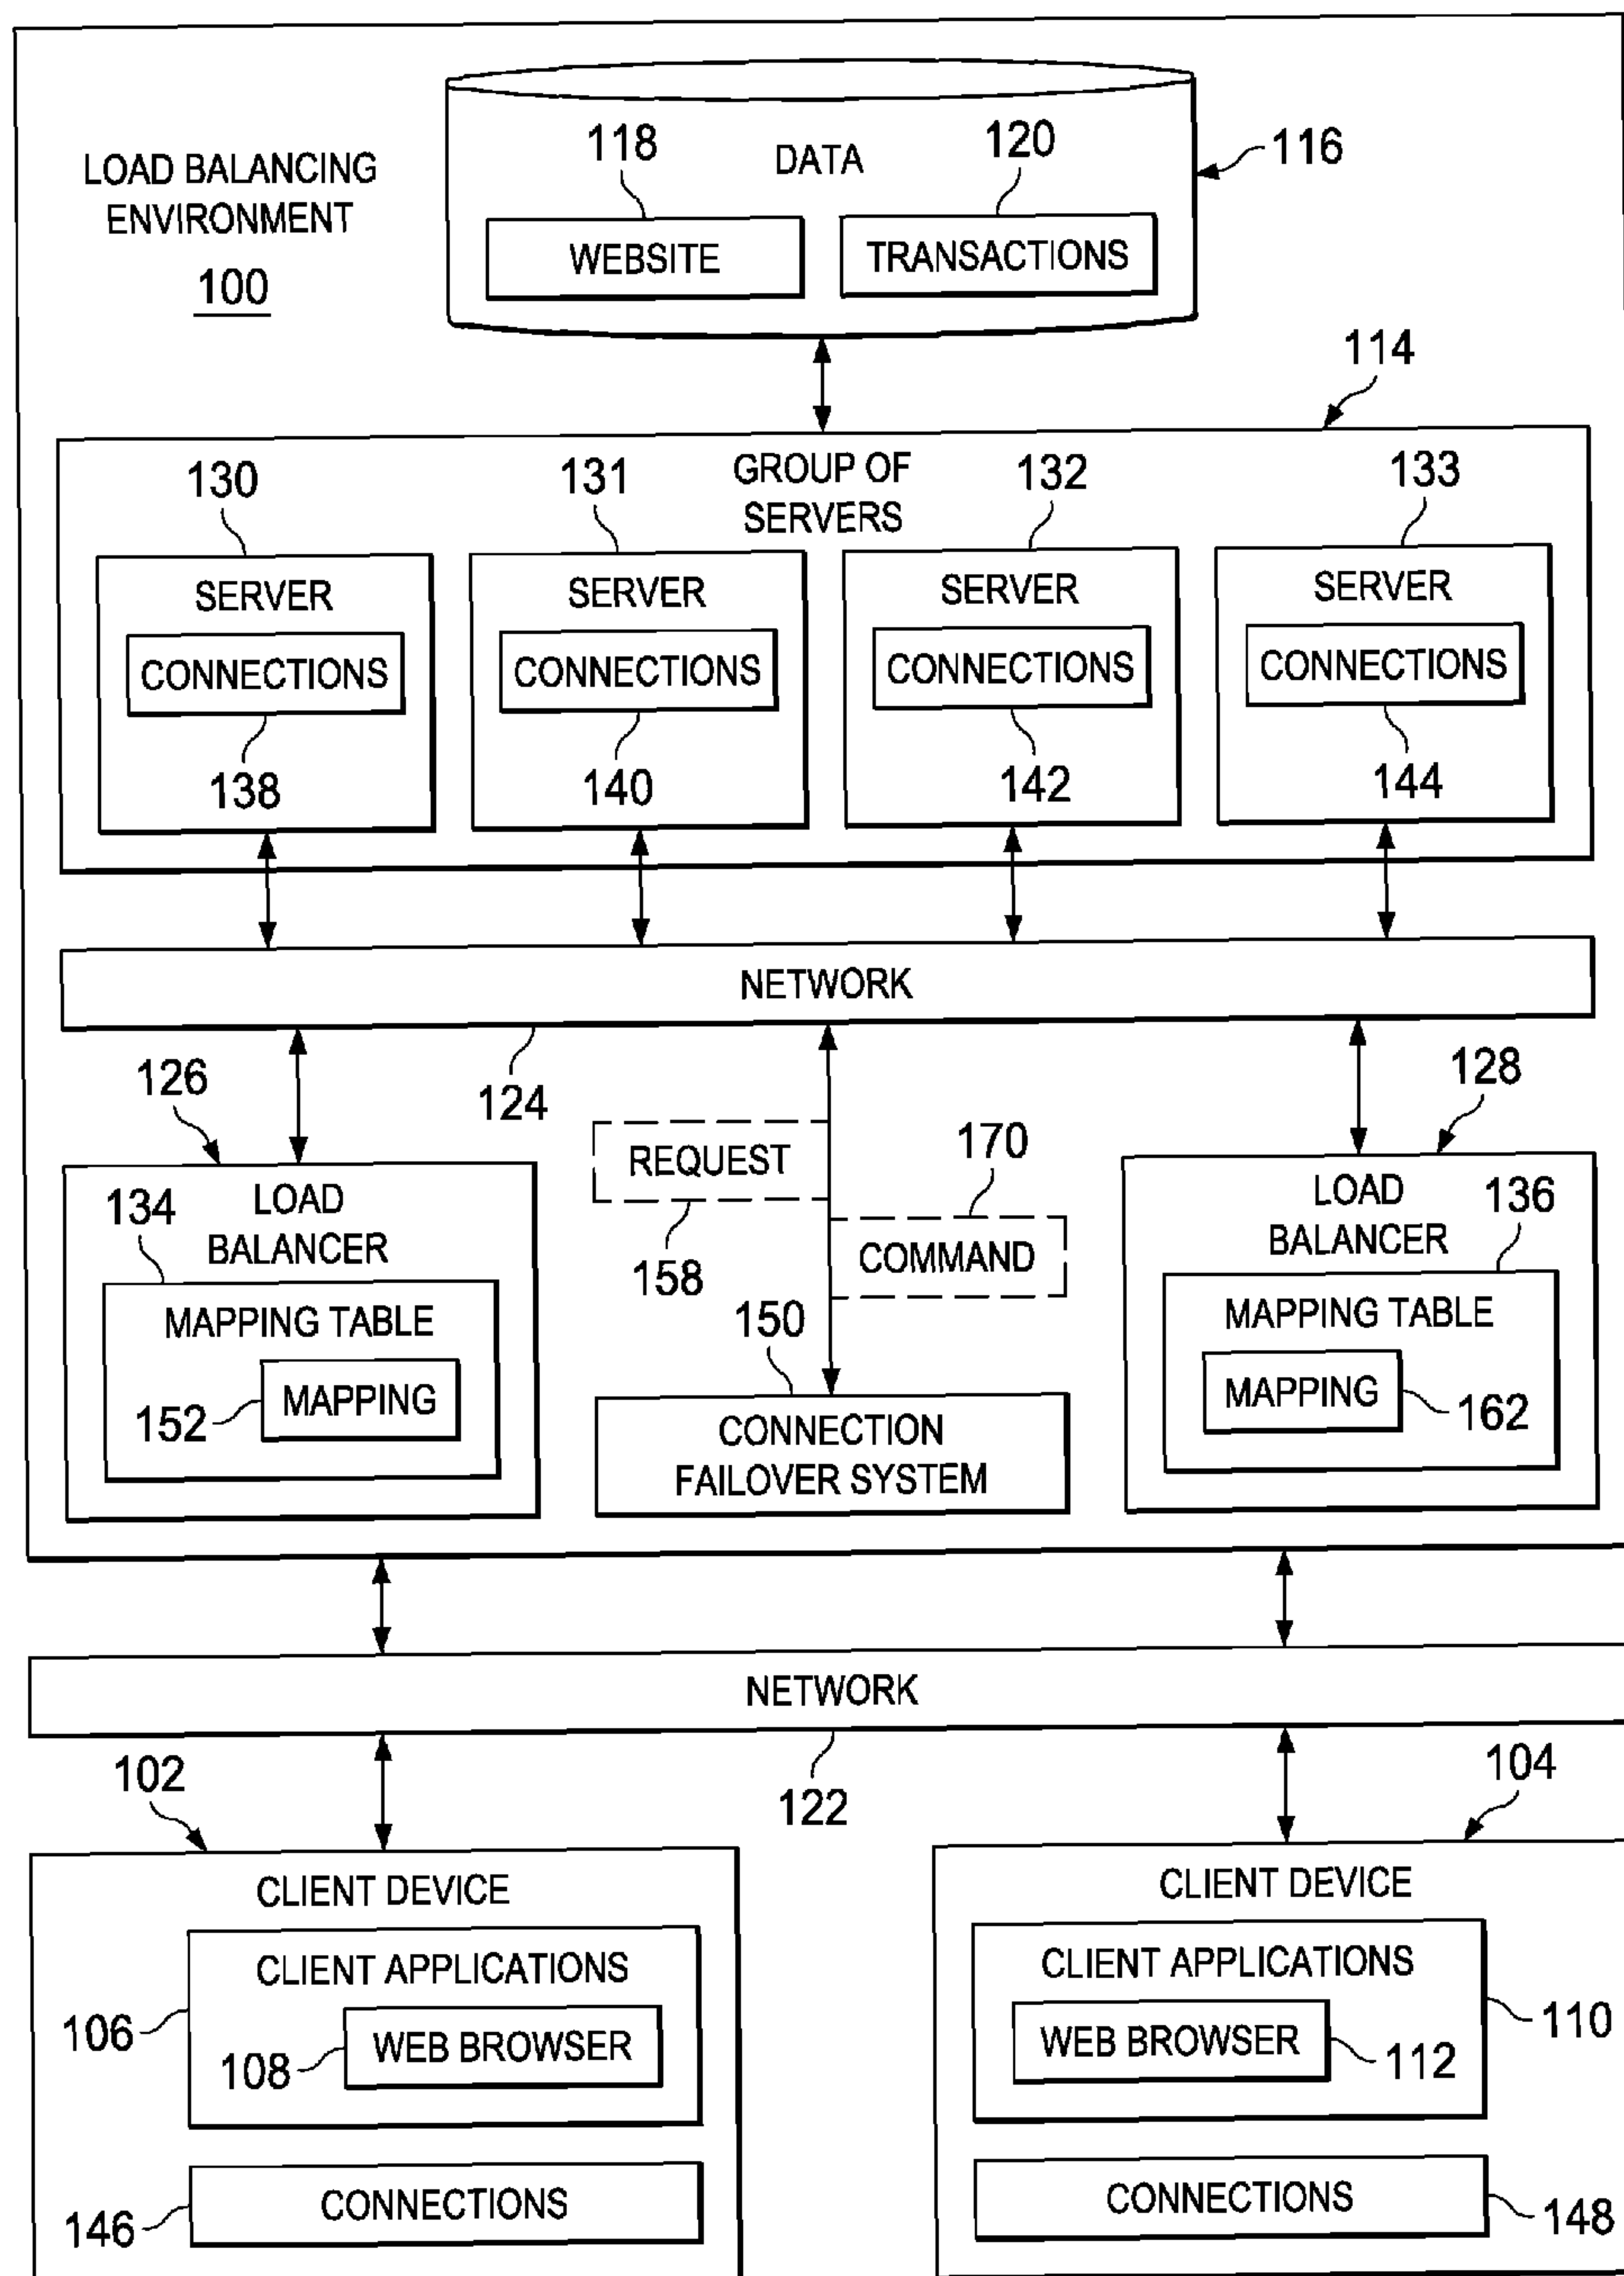 118
DATA
120
116
LOAD BALANCING
ENVIRONMENT
100
WEBSITE
TRANSACTIONS
114
130
131
GROUP OF
SERVERS
132
133
SERVER
SERVER
SERVER
SERVER
CONNECTIONS
CONNECTIONS
CONNECTIONS
CONNECTIONS
138
140
142
144
NETWORK
126
124
128
REQUEST
170
158
COMMAND
134
LOAD
BALANCER
LOAD
BALANCER
136
MAPPING TABLE
150
MAPPING TABLE
152
MAPPING
MAPPING
162
CONNECTION
FAILOVER SYSTEM
NETWORK
102
122
104
CLIENT DEVICE
CLIENT DEVICE
CLIENT APPLICATIONS
CLIENT APPLICATIONS
106
110
108
WEB BROWSER
WEB BROWSER
112
146
CONNECTIONS
CONNECTIONS
148